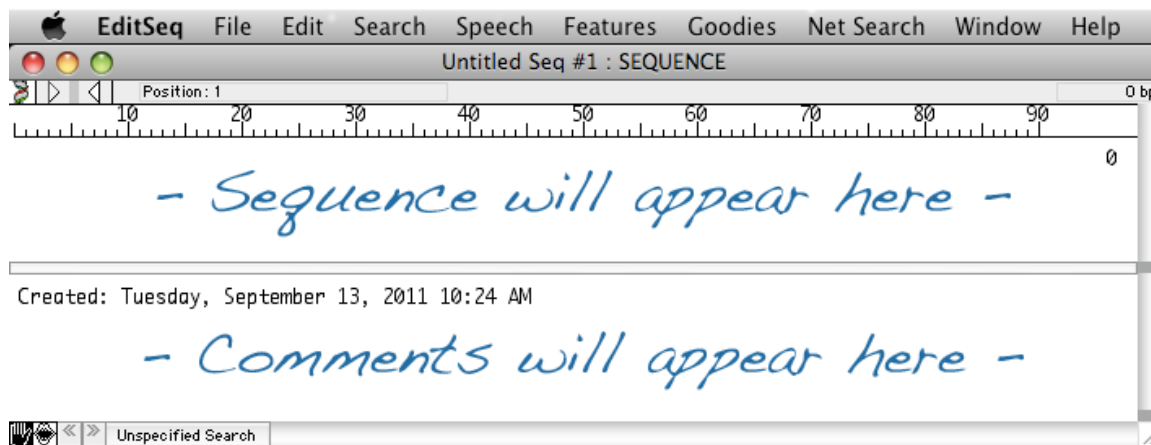 EditSeq File Edit Search Speech Features Goodies Net Search Window Help
Untitled Seq #1 : SEQUENCE
Position: 1 0 bp
10 20 30 40 50 60 70 80 90
0
- Sequence will appear here -
Created: Tuesday, September 13, 2011 10:24 AM
- Comments will appear here -
Unspecified Search